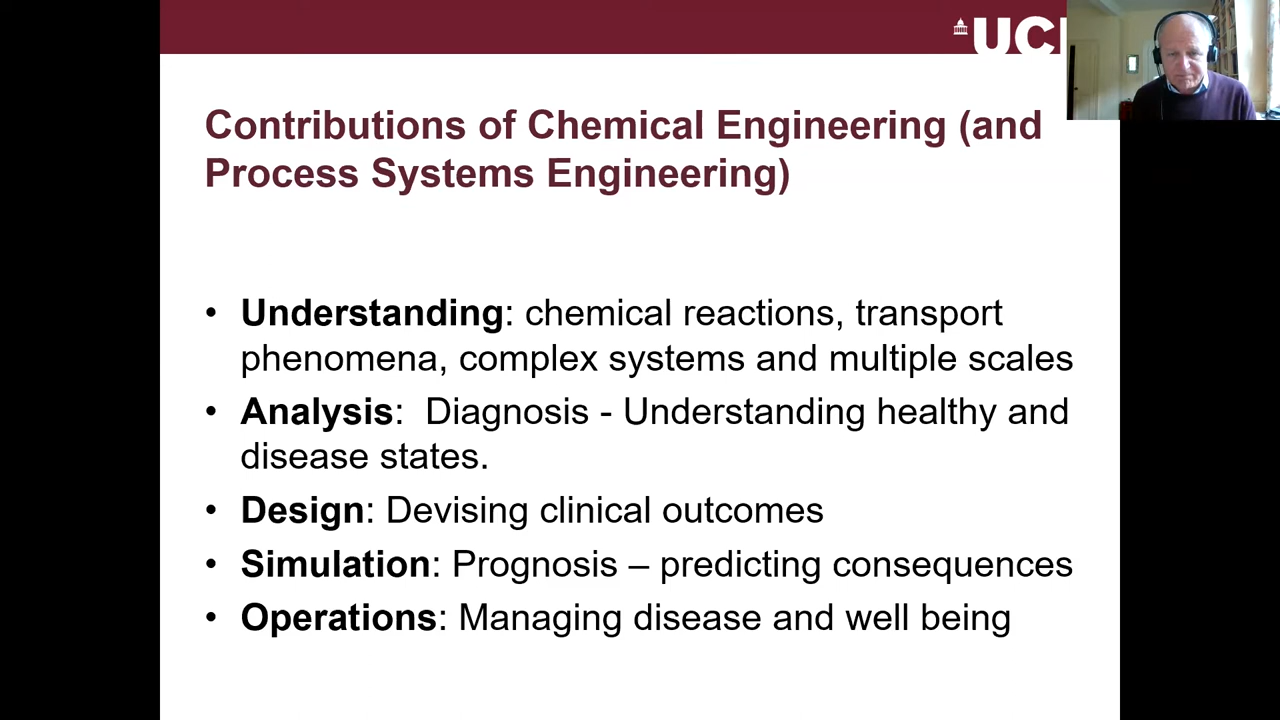 UC
Contributions of Chemical Engineering (and
Process Systems Engineering)
• Understanding: chemical reactions, transport
phenomena, complex systems and multiple scales
• Analysis:  Diagnosis - Understanding healthy and
disease states.
• Design: Devising clinical outcomes
• Simulation: Prognosis – predicting consequences
• Operations: Managing disease and well being